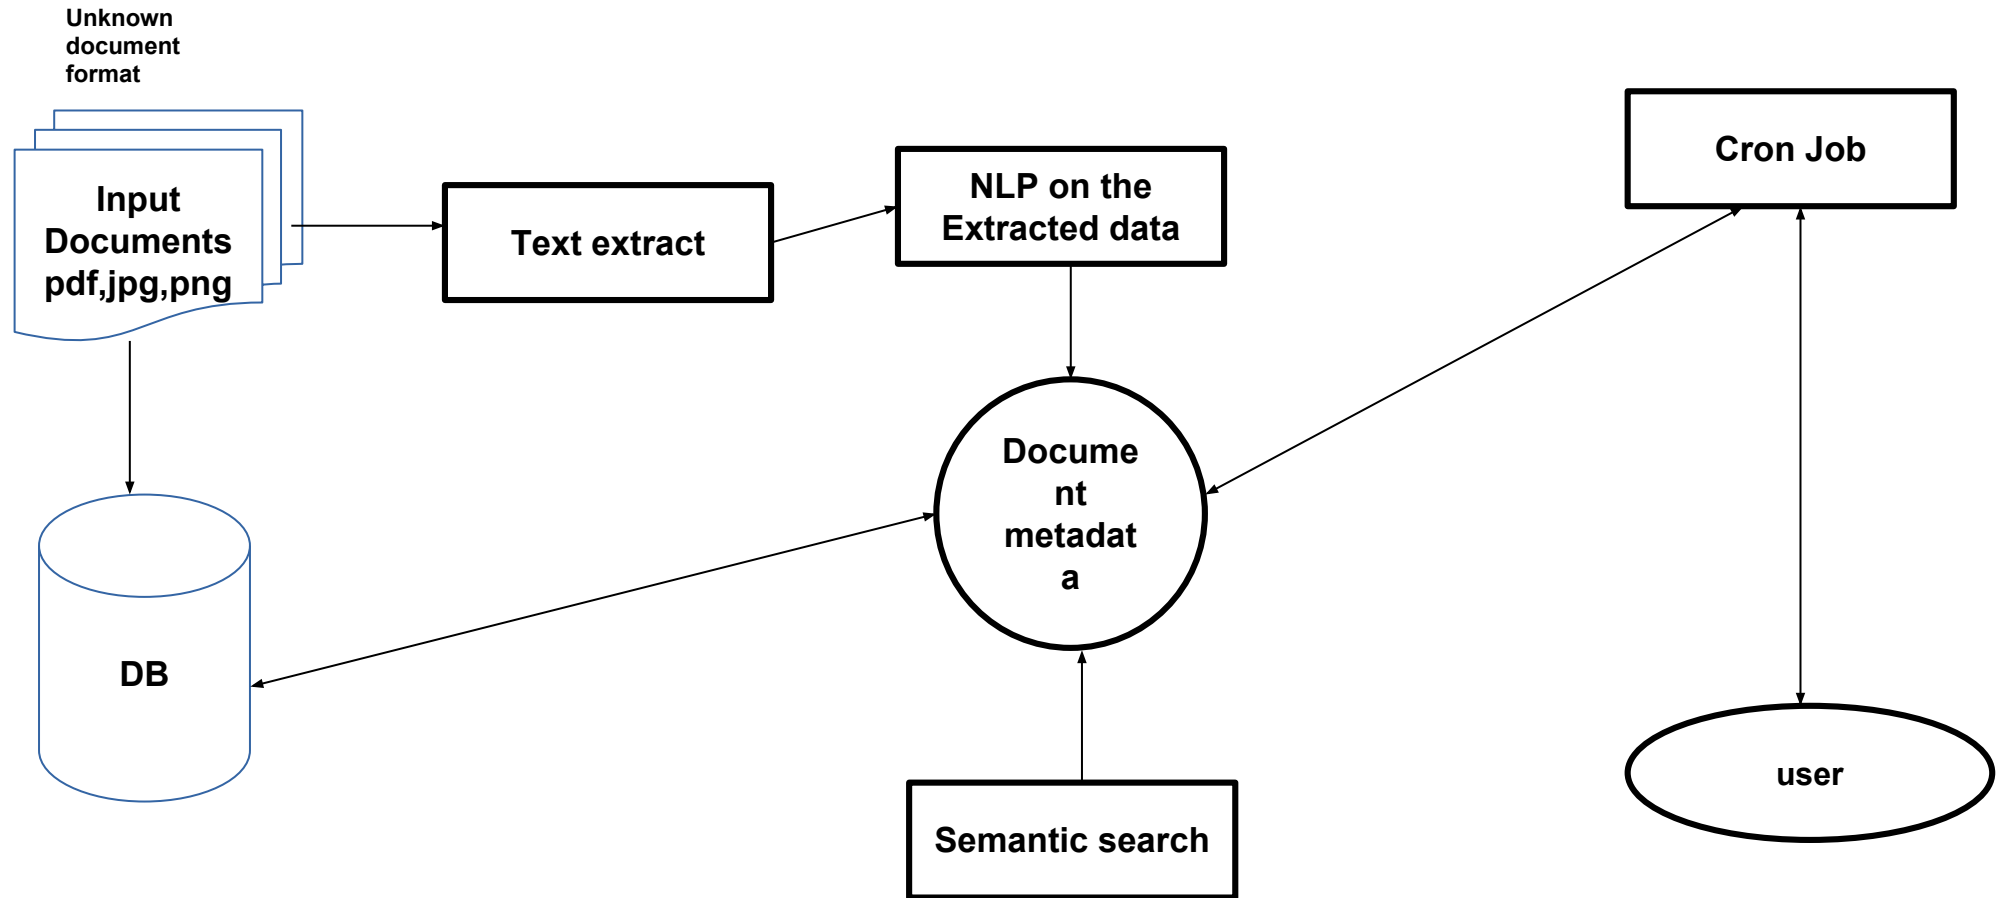 Unknown
document
format
Input
Documents
pdf,jpg,png
Text extract
NLP on the
Extracted data
Cron Job
Docume
nt
metadat
a
DB
user
Semantic search